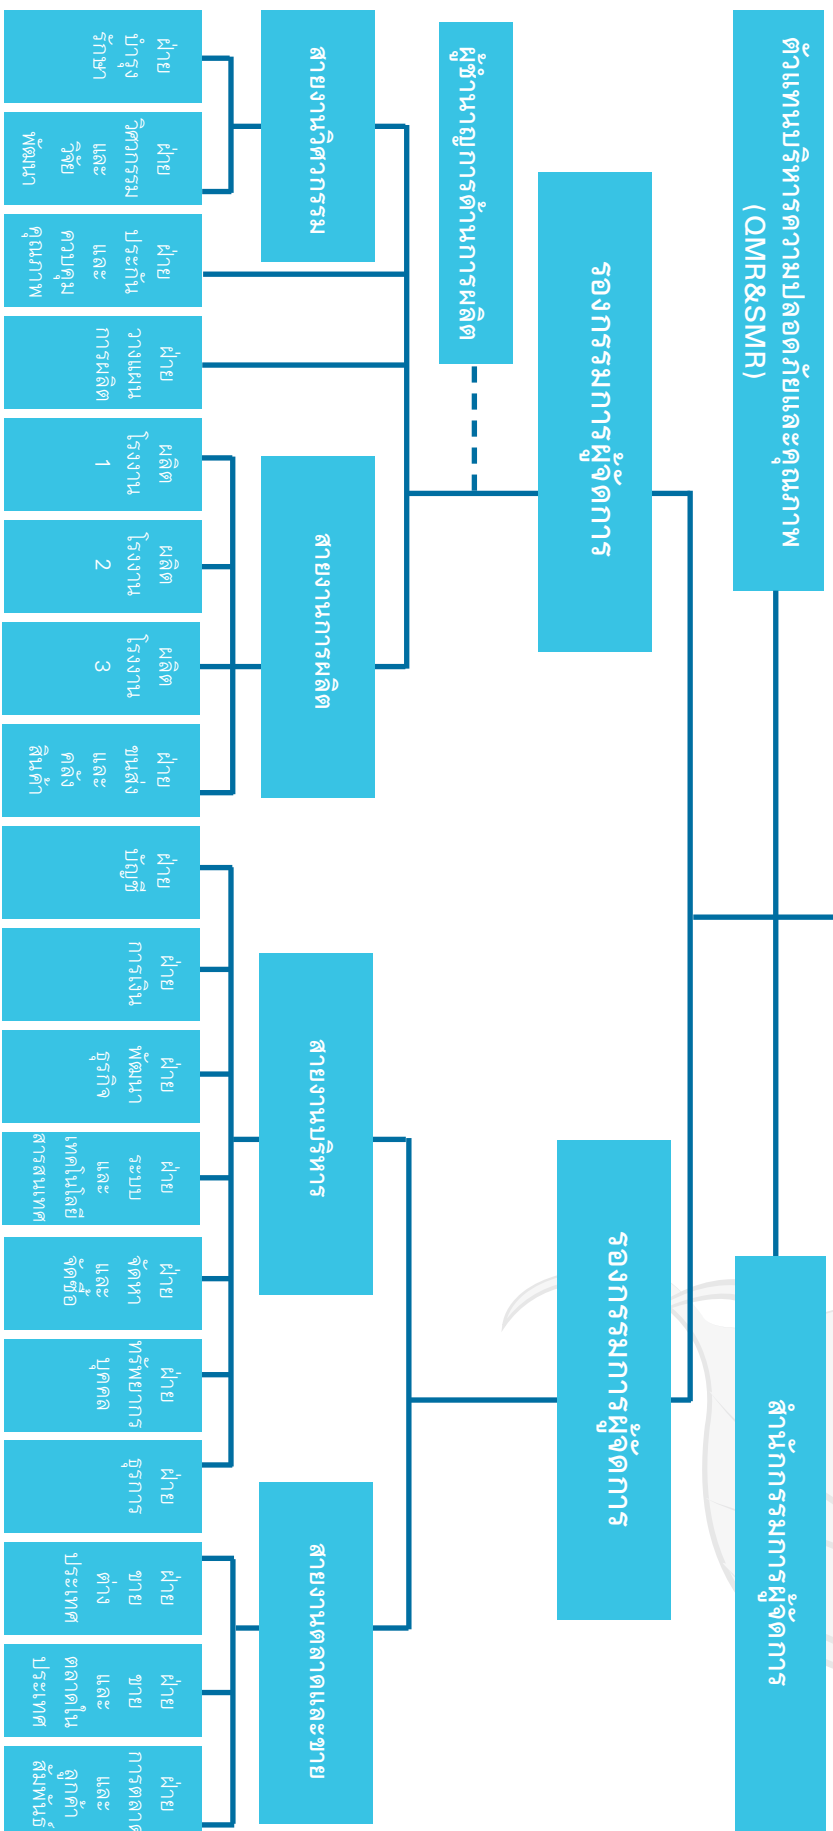 ตัวแทนบริหารความปลอดภัยและคุณภาพ
(QMR&SMR)
สำนักกรรมการผู้จัดการ
รองกรรมการผู้จัดการ
รองกรรมการผู้จัดการ
ผู้ชำนาญการด้านการผลิต
สายงานวิศวกรรม
สายงานการผลิต
สายงานบริหาร
สายงานตลาดและขาย
ฝ่าย
บำรุง
รักษา
ฝ่าย
วิศวกรรม
และ
วิจัย
พัฒนา
ฝ่าย
ประกัน
และ
ควบคุม
คุณภาพ
ฝ่าย
วางแผน
การผลิต
ผลิต
โรงงาน
1
ผลิต
โรงงาน
2
ผลิต
โรงงาน
3
ฝ่าย
ขนส่ง
และ
คลัง
สินค้า
ฝ่าย
บัญชี
ฝ่าย
การเงิน
ฝ่าย
พัฒนา
ธุรกิจ
ฝ่าย
ระบบ
และ
เทคโนโลยี
สารสนเทศ
ฝ่าย
จัดหา
และ
จัดซื้อ
ฝ่าย
ทรัพยากร
บุคคล
ฝ่าย
ธุรการ
ฝ่าย
ขาย
ต่าง
ประเทศ
ฝ่าย
ขาย
และ
ตลาดใน
ประเทศ
ฝ่าย
การตลาด
และ
ลูกค้า
สัมพันธ์